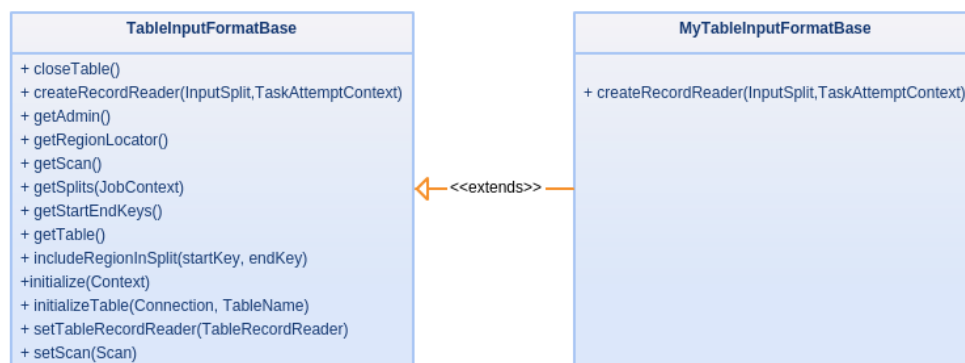 TableInputFormatBase
+ closeTable()
+ createRecordReader(InputSplit,TaskAttemptContext)
+ getAdmin()
+ getRegionLocator()
+ getScan()
+ getSplits(JobContext)
+ getStartEndKeys()
+ getTable()
+ includeRegionInSplit(startKey, endKey)
+initialize(Context)
+ initializeTable(Connection, TableName)
+ setTableRecordReader(TableRecordReader)
+ setScan(Scan)
<<extends>>
MyTableInputFormatBase
+ createRecordReader(InputSplit,TaskAttemptContext)